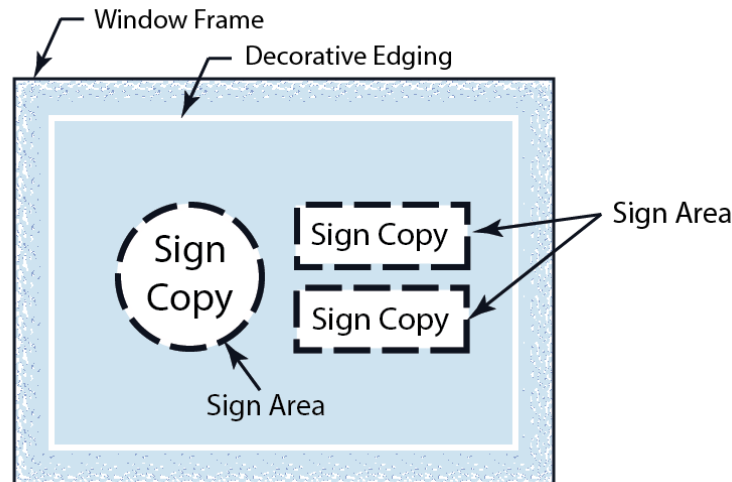 Window Frame
Decorative Edging
Sign
Copy
Sign Copy
Sign Copy
Sign Area
Sign Area